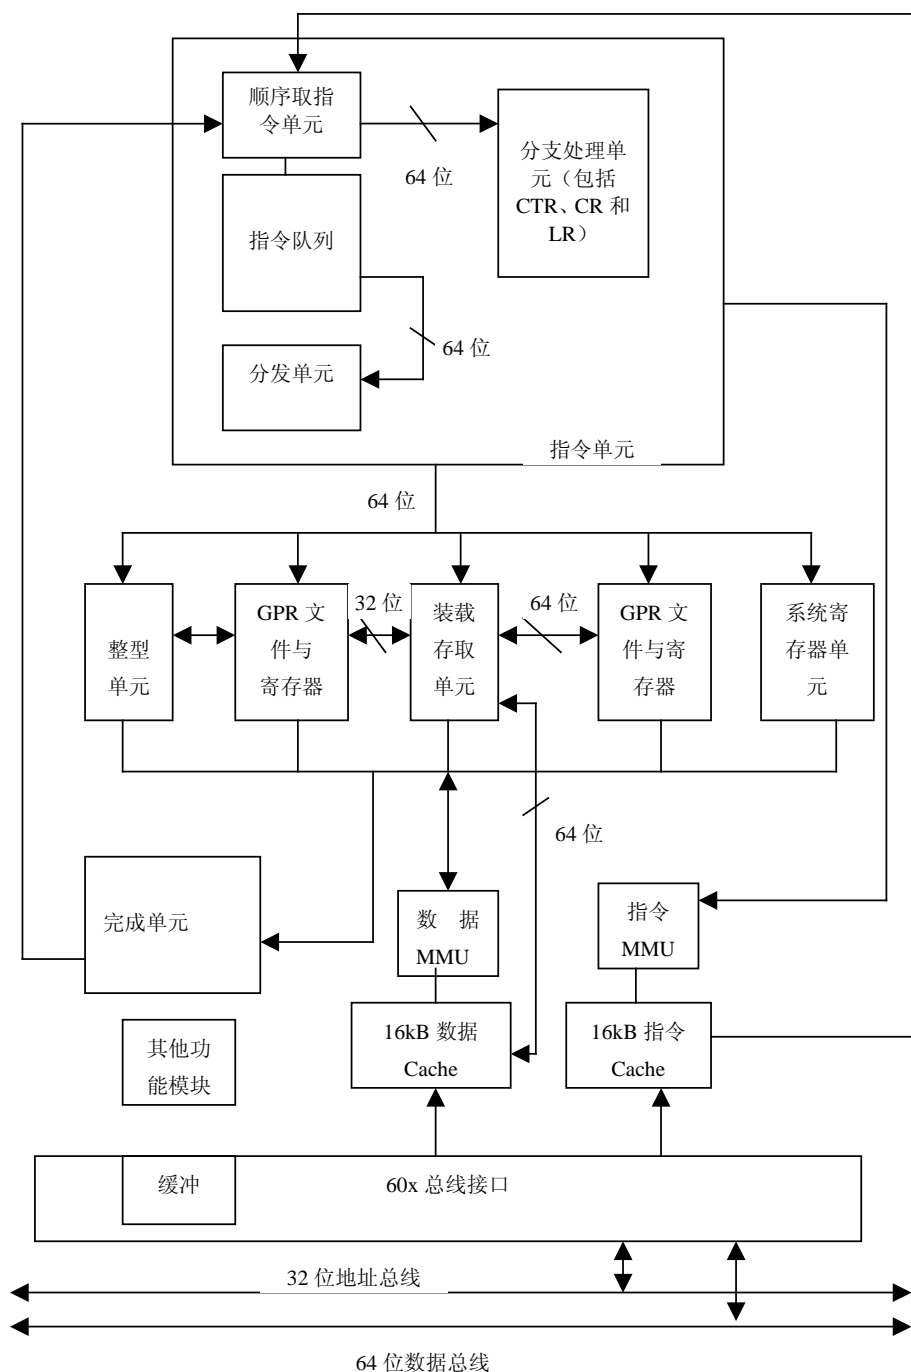 顺序取指
令单元
64 位
分支处理单
元（包括
CTR、CR 和
LR）
指令队列
64 位
分发单元
指令单元
64 位
整型
单元
GPR 文
件与
寄存器
32 位
装载
存取
单元
64 位
GPR 文
件与寄
存器
系统寄
存器单
元
64 位
完成单元
数 据
MMU
指令
MMU
16kB 数据
Cache
16kB 指令
Cache
其他功
能模块
缓冲
60x 总线接口
32 位地址总线
64 位数据总线